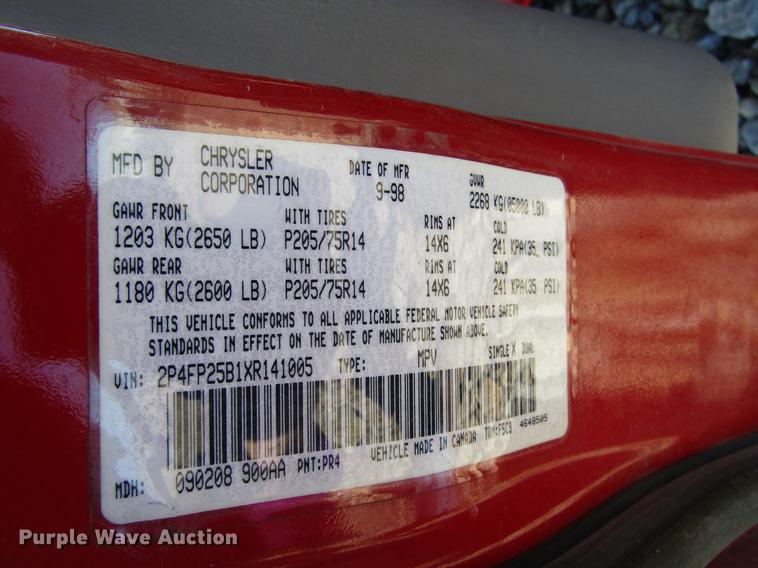 MFD BY CHRYSLER CORPORATION DATE OF MFR 9-98 GVWR 2268 KG(05000 LB)
GAWR FRONT WITH TIRES RIMS AT COLD
1203 KG(2650 LB) P205/75R14 14X6 241 KPA(35 PSI)
GAWR REAR WITH TIRES RIMS AT COLD
1180 KG(2600 LB) P205/75R14 14X6 241 KPA(35 PSI)
THIS VEHICLE CONFORMS TO ALL APPLICABLE FEDERAL MOTOR VEHICLE SAFETY
STANDARDS IN EFFECT ON THE DATE OF MANUFACTURE SHOWN ABOVE.
VIN: 2P4FP25B1XR141005 TYPE: MPV SINGLE X DUAL
VEHICLE MADE IN CANADA TRM:F5C3 4648505
MDH: 090208 900AA PNT:PR4
Purple Wave Auction